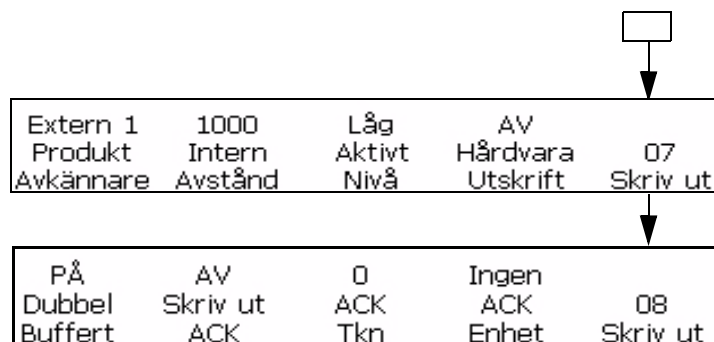 Extern 1 1000 Låg AV
Produkt Intern Aktivt Hårdvara 07
Avkännare Avstånd Nivå Utskrift Skriv ut
PÅ AV 0 Ingen
Dubbel Skriv ut ACK ACK 08
Buffert ACK Tkn Enhet Skriv ut